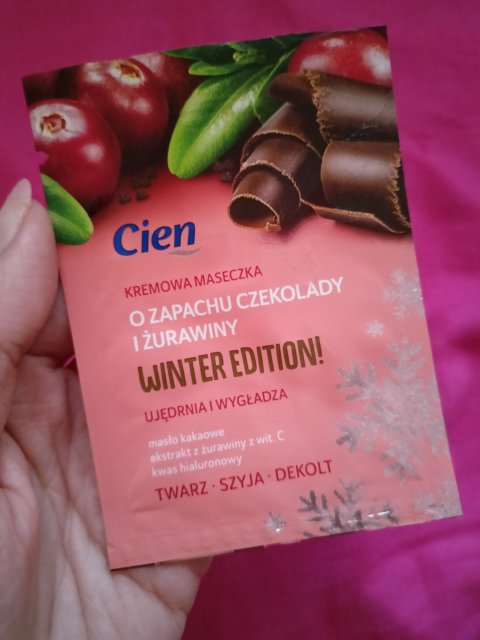 Cien
KREMOWA MASECZKA
O ZAPACHU CZEKOLADY
I ŻURAWINY
WINTER EDITION!
UJĘDRNIA I WYGŁADZA
masło kakaowe
ekstrakt z żurawiny z wit. C
kwas hialuronowy
TWARZ · SZYJA · DEKOLT